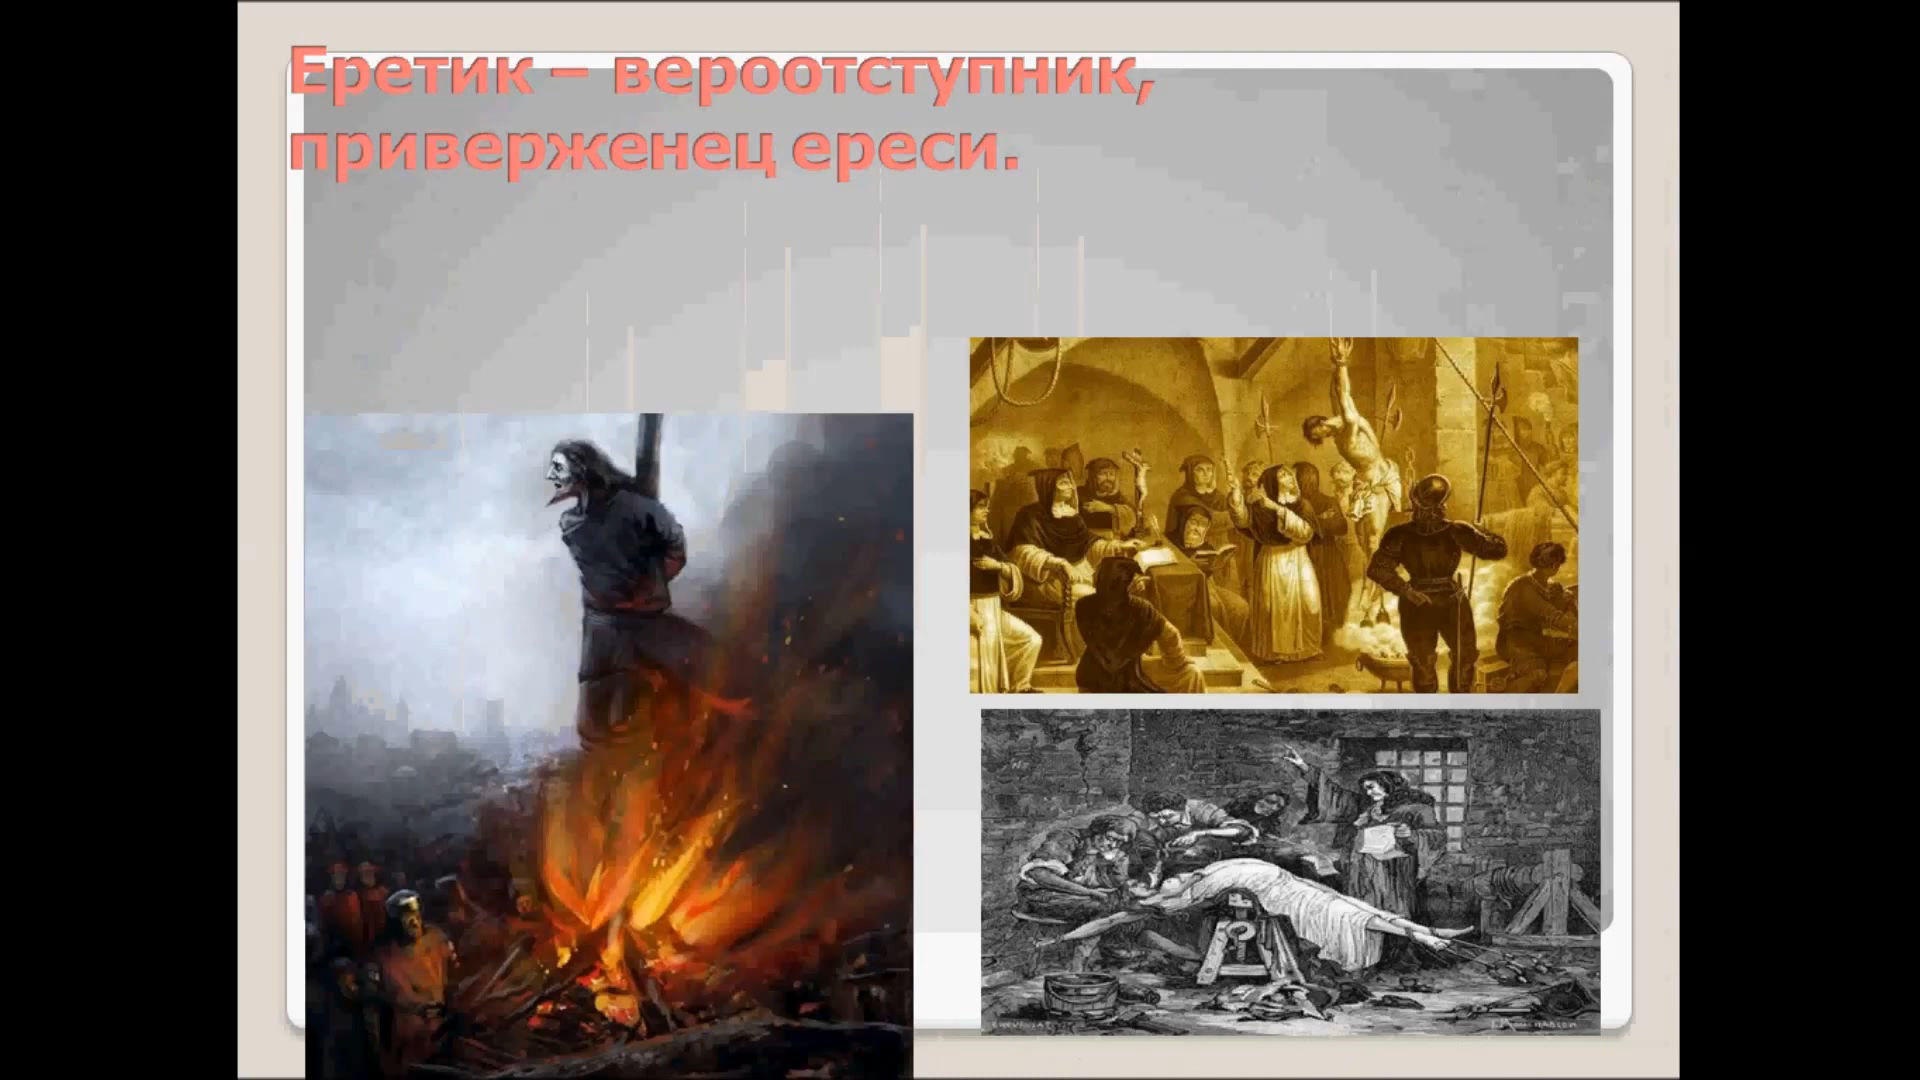 Еретик – вероотступник,
приверженец ереси.